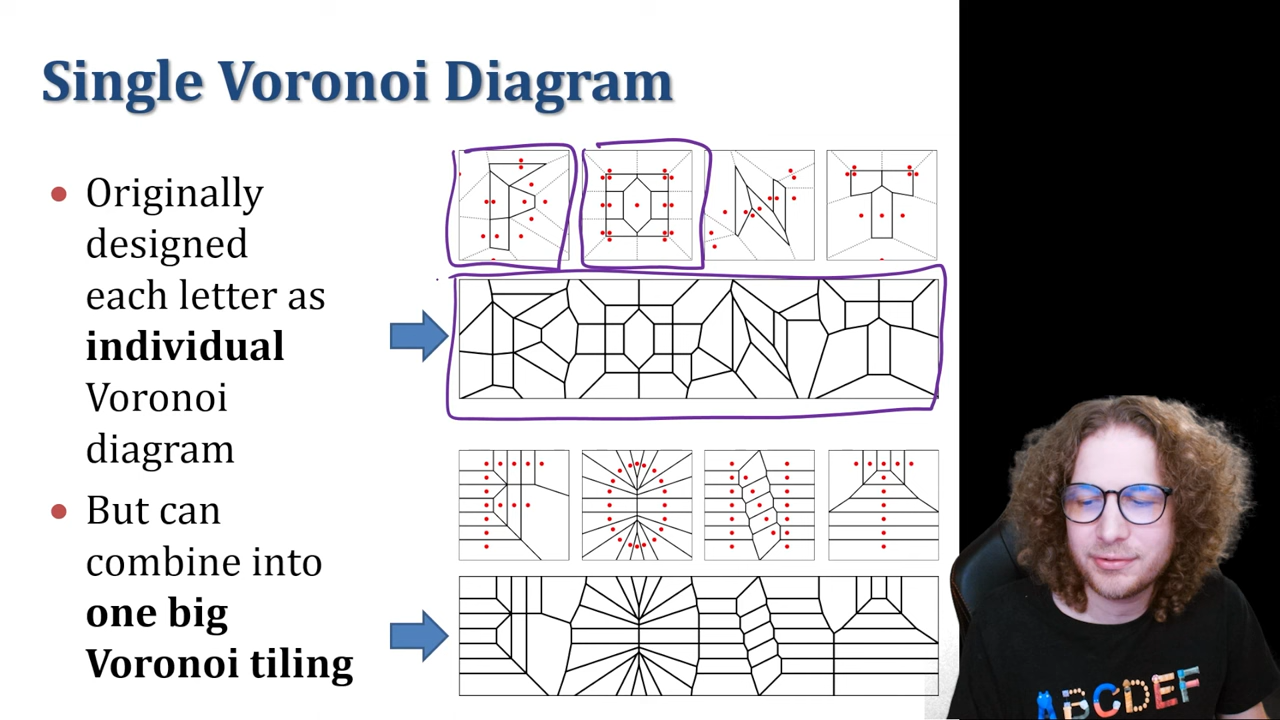 Single Voronoi Diagram
• Originally
designed
each letter as
individual
Voronoi
diagram
• But can
combine into
one big
Voronoi tiling
F O N T
ABCDEF